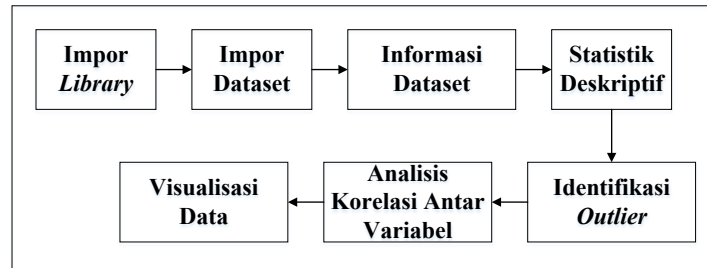 Impor
Library
Impor
Dataset
Informasi
Dataset
Statistik
Deskriptif
Identifikasi
Outlier
Analisis
Korelasi Antar
Variabel
Visualisasi
Data